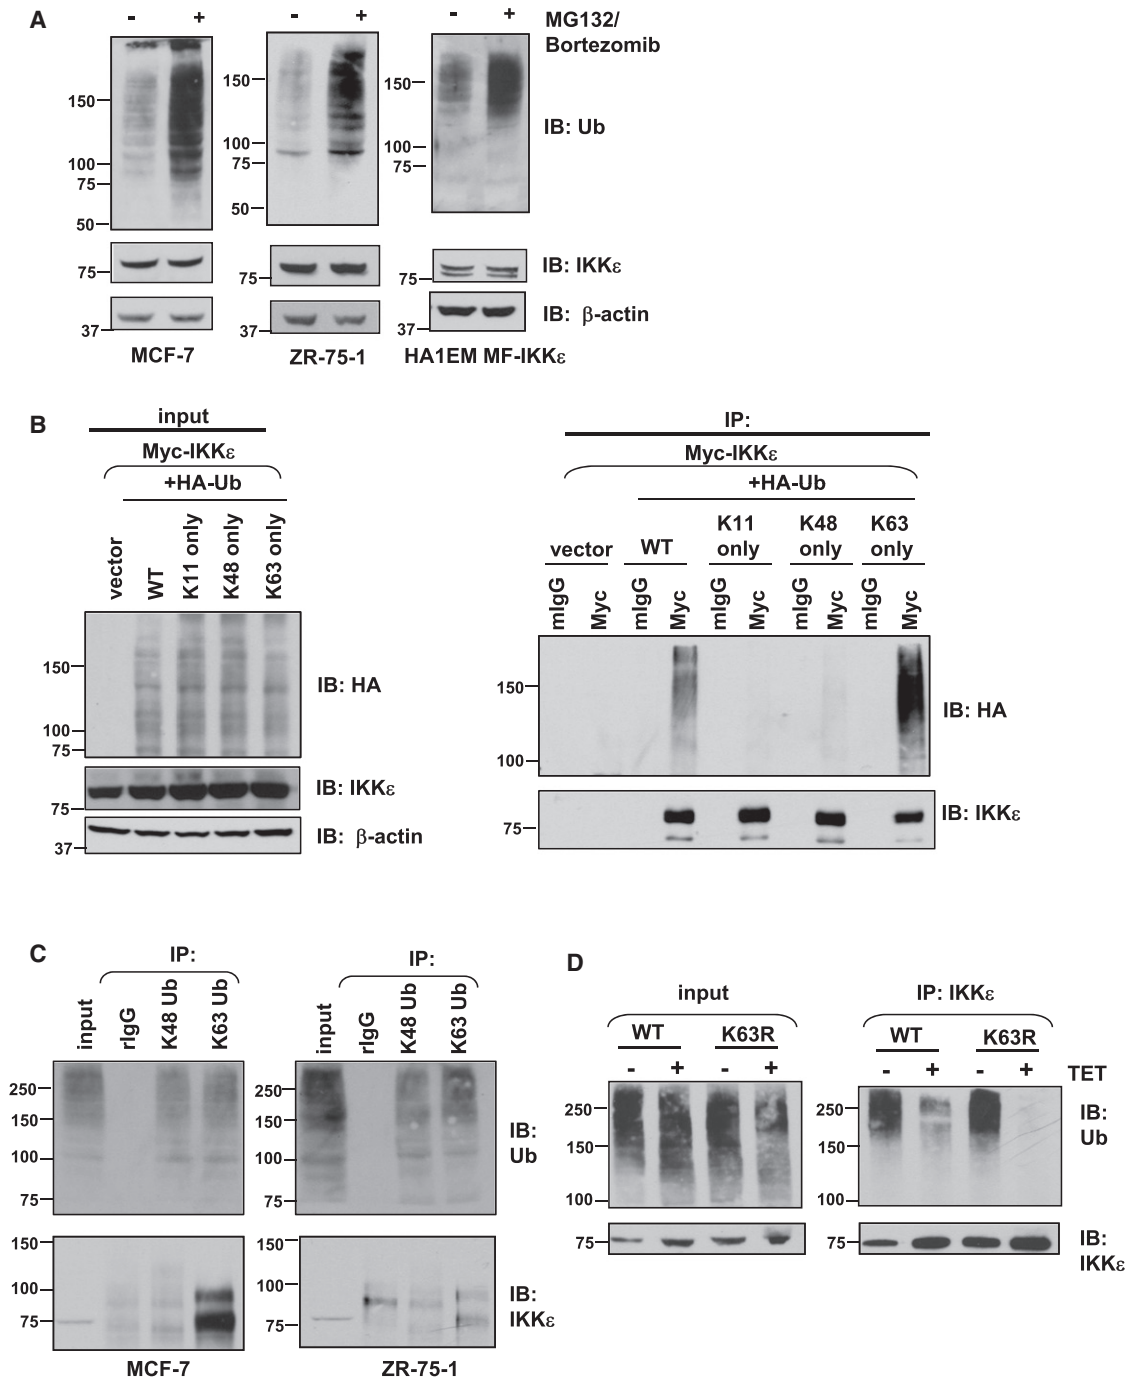 A
- + - + - + MG132/
Bortezomib
150
100
75
50
150
100
75
50
150
100
75
IB: Ub
75
75
75
IB: IKKε
37
37
37
IB: β-actin
MCF-7 ZR-75-1 HA1EM MF-IKKε
B
input
Myc-IKKε
+HA-Ub
vector WT K11 only K48 only K63 only
150
100
75
IB: HA
75
IB: IKKε
37
IB: β-actin
IP:
Myc-IKKε
+HA-Ub
K11 K48 K63
vector WT only only only
mIgG Myc mIgG Myc mIgG Myc mIgG Myc mIgG Myc
150
100
IB: HA
75
IB: IKKε
C
IP:
input rIgG K48 Ub K63 Ub
250
150
100
75
150
100
75
MCF-7
IP:
input rIgG K48 Ub K63 Ub
250
150
100
75
IB:
Ub
150
100
75
IB:
IKKε
ZR-75-1
D
input IP: IKKε
WT K63R WT K63R
- + - + - + - + TET
250
150
100
250
150
100
IB:
Ub
75
75
IB:
IKKε